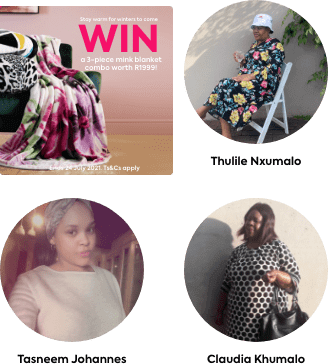 Stay warm for winters to come
WIN
a 3-piece mink blanket
combo worth R1999!
Ends 24 July 2021. Ts&Cs apply
Thulile Nxumalo
Tasneem Johannes
Claudia Khumalo